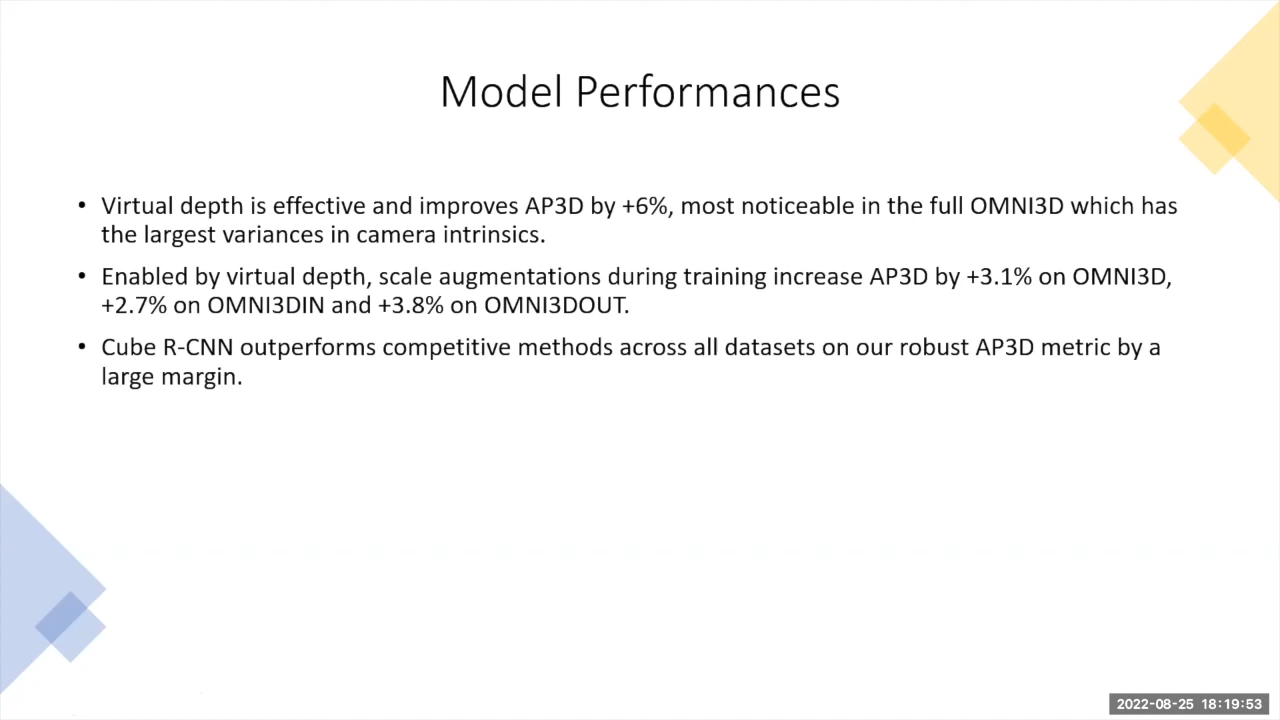 Model Performances
• Virtual depth is effective and improves AP3D by +6%, most noticeable in the full OMNI3D which has
the largest variances in camera intrinsics.
• Enabled by virtual depth, scale augmentations during training increase AP3D by +3.1% on OMNI3D,
+2.7% on OMNI3DIN and +3.8% on OMNI3DOUT.
• Cube R-CNN outperforms competitive methods across all datasets on our robust AP3D metric by a
large margin.
2022-08-25 18:19:53